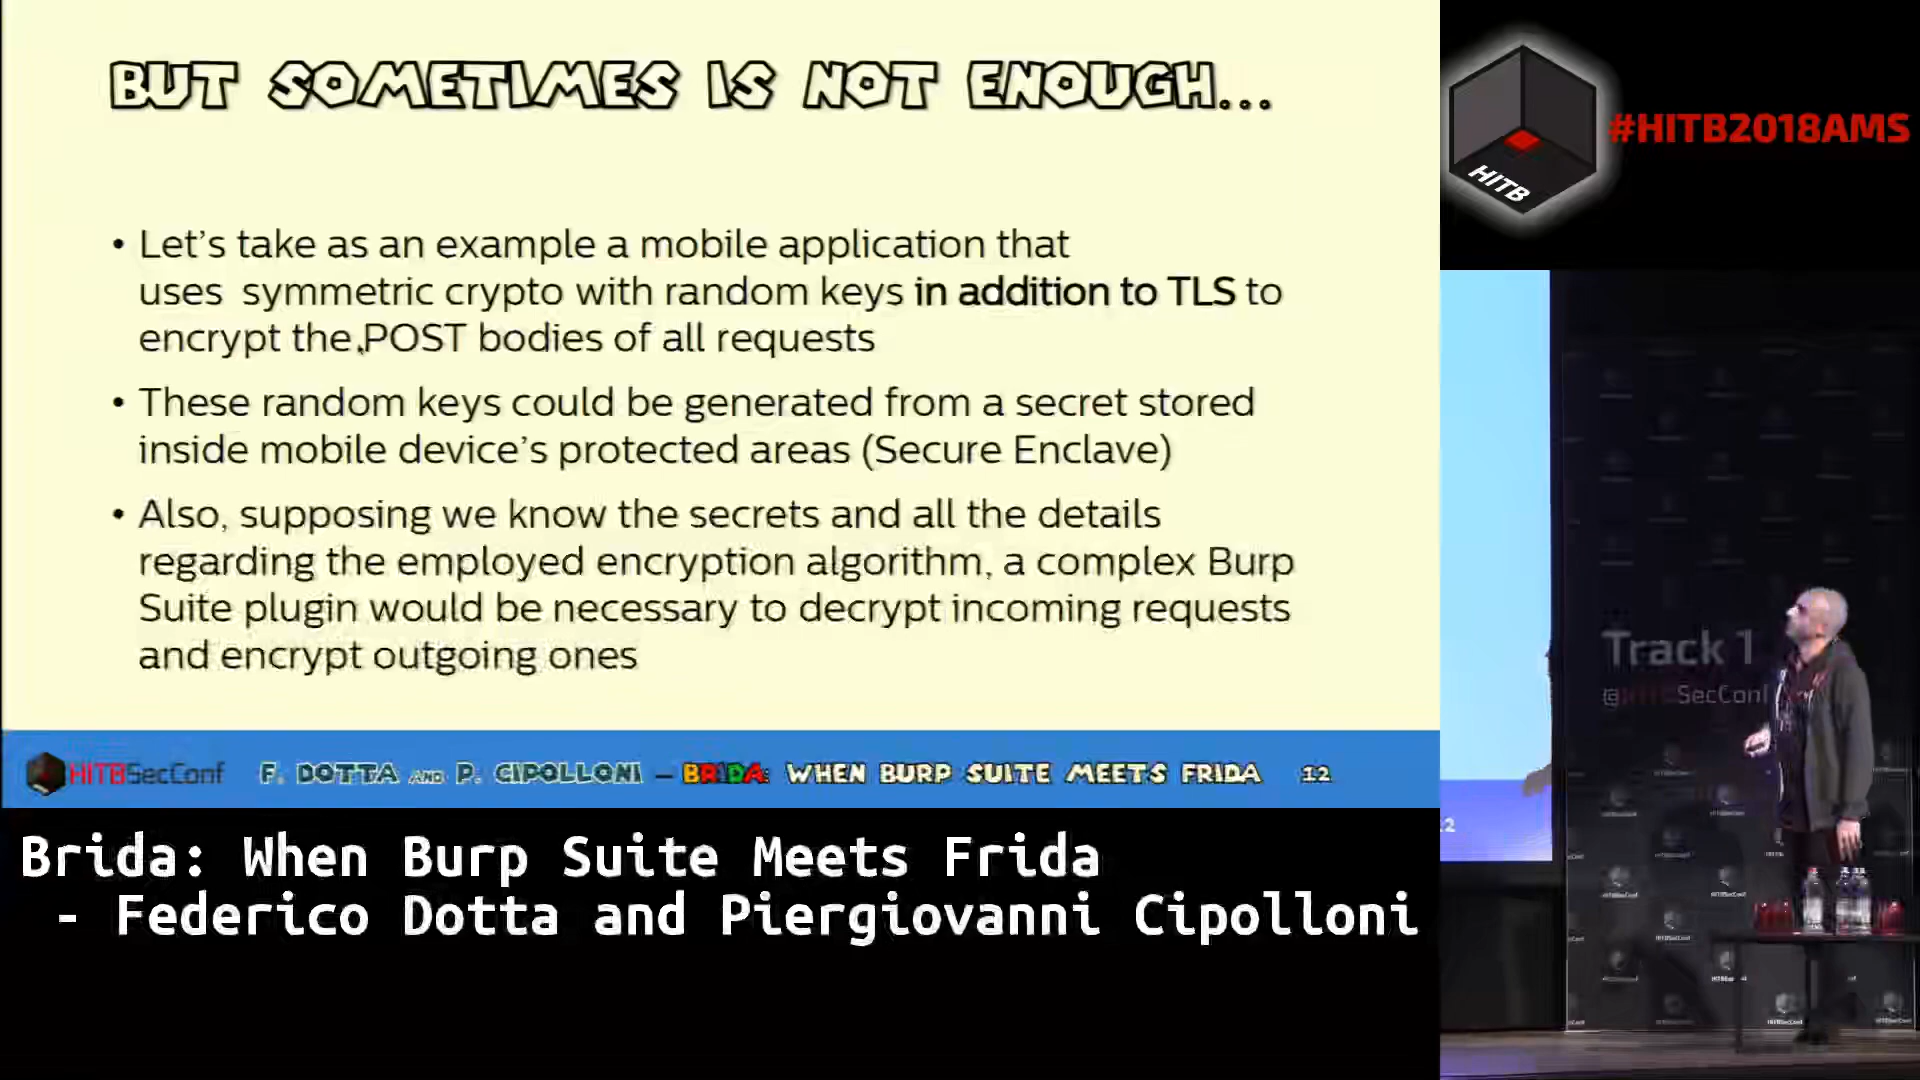 BUT SOMETIMES IS NOT ENOUGH...
• Let's take as an example a mobile application that
uses symmetric crypto with random keys in addition to TLS to
encrypt the POST bodies of all requests
• These random keys could be generated from a secret stored
inside mobile device's protected areas (Secure Enclave)
• Also, supposing we know the secrets and all the details
regarding the employed encryption algorithm, a complex Burp
Suite plugin would be necessary to decrypt incoming requests
and encrypt outgoing ones
HITBSecConf F. DOTTA AND P. CIPOLLONI – BRIDA: WHEN BURP SUITE MEETS FRIDA 12
Brida: When Burp Suite Meets Frida
- Federico Dotta and Piergiovanni Cipolloni
HITB
#HITB2018AMS
Track 1
@HITBSecConf